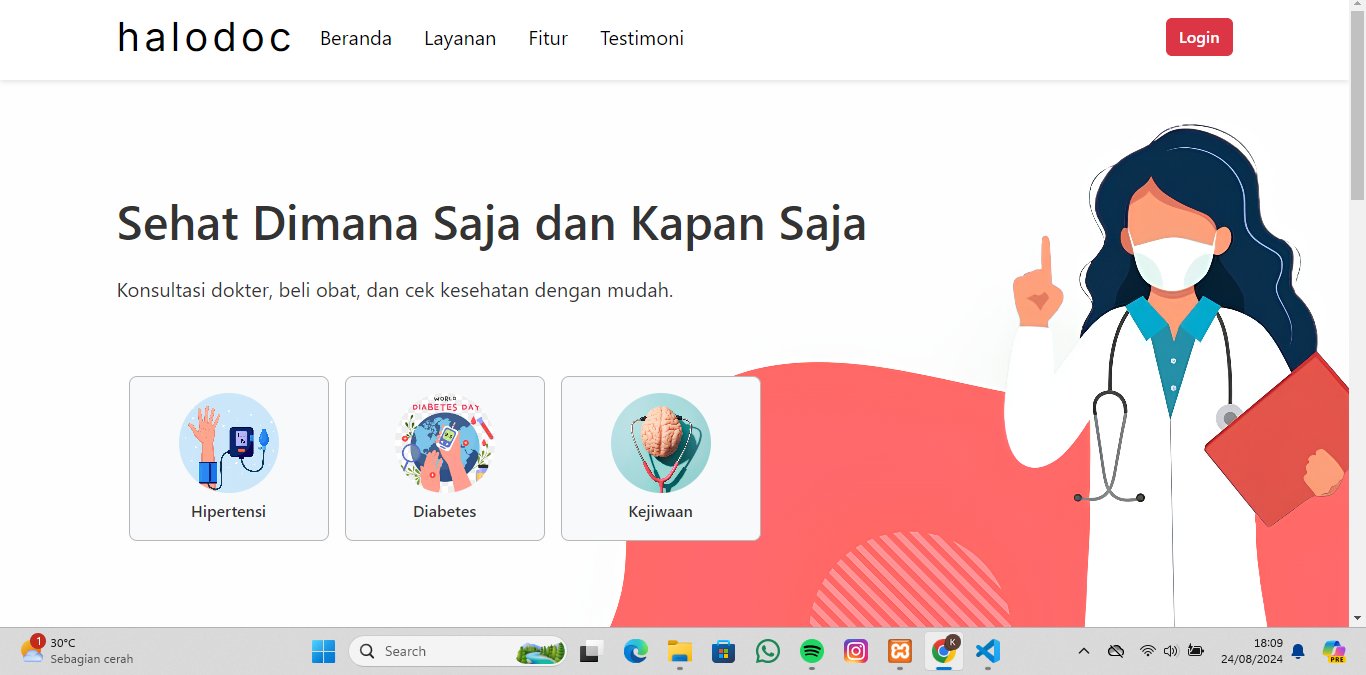 halodoc Beranda Layanan Fitur Testimoni Login
Sehat Dimana Saja dan Kapan Saja
Konsultasi dokter, beli obat, dan cek kesehatan dengan mudah.
WORLD
DIABETES DAY
Hipertensi Diabetes Kejiwaan
1
30°C
Sebagian cerah
Search
K
18:09
24/08/2024
PRE